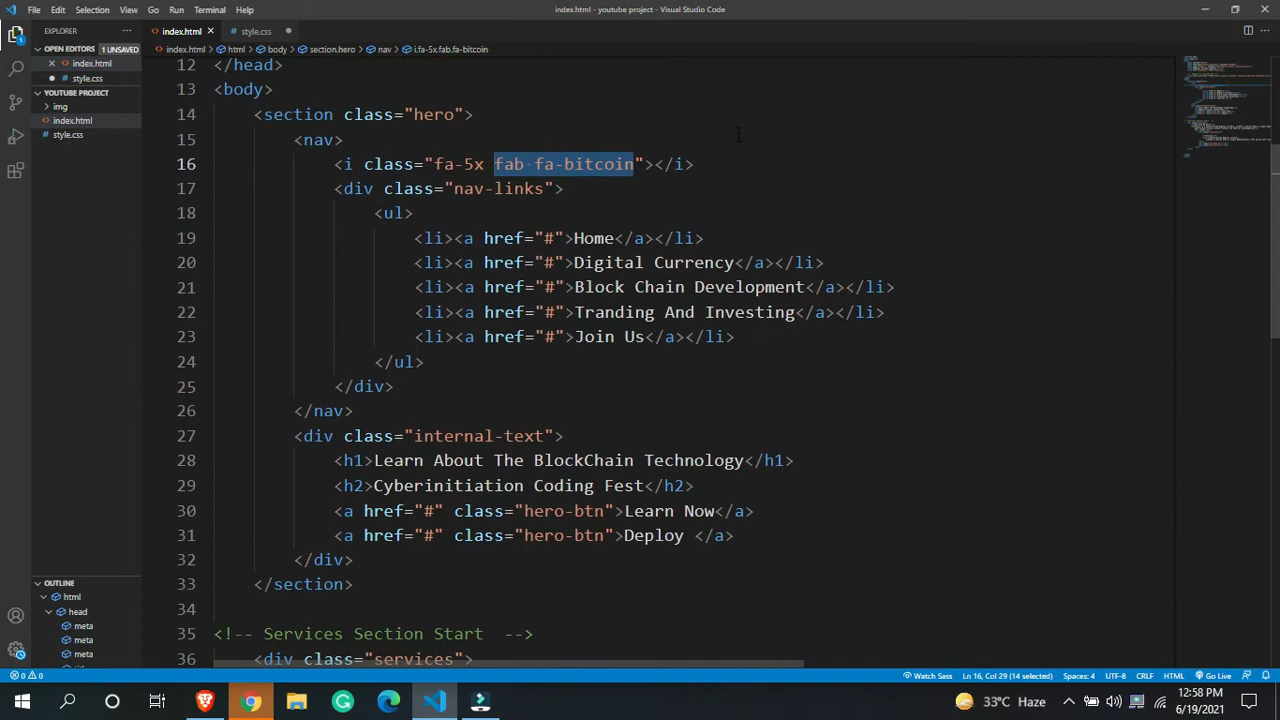 File Edit Selection View Go Run Terminal Help
index.html - youtube project - Visual Studio Code
EXPLORER
index.html
style.css
OPEN EDITORS 1 UNSAVED
index.html
style.css
YOUTUBE PROJECT
img
index.html
style.css
index.html > html > body > section.hero > nav > i.fa-5x.fab.fa-bitcoin
12 </head>
13 <body>
14 <section class="hero">
15 <nav>
16 <i class="fa-5x fab fa-bitcoin"></i>
17 <div class="nav-links">
18 <ul>
19 <li><a href="#">Home</a></li>
20 <li><a href="#">Digital Currency</a></li>
21 <li><a href="#">Block Chain Development</a></li>
22 <li><a href="#">Tranding And Investing</a></li>
23 <li><a href="#">Join Us</a></li>
24 </ul>
25 </div>
26 </nav>
27 <div class="internal-text">
28 <h1>Learn About The BlockChain Technology</h1>
29 <h2>Cyberinitiation Coding Fest</h2>
30 <a href="#" class="hero-btn">Learn Now</a>
31 <a href="#" class="hero-btn">Deploy </a>
32 </div>
33 </section>
34
35 <!-- Services Section Start -->
36 <div class="services">
OUTLINE
html
head
meta
meta
meta
0 0
Watch Sass Ln 16, Col 29 (14 selected) Spaces: 4 UTF-8 CRLF HTML Go Live
33°C Haze
12:58 PM
6/19/2021